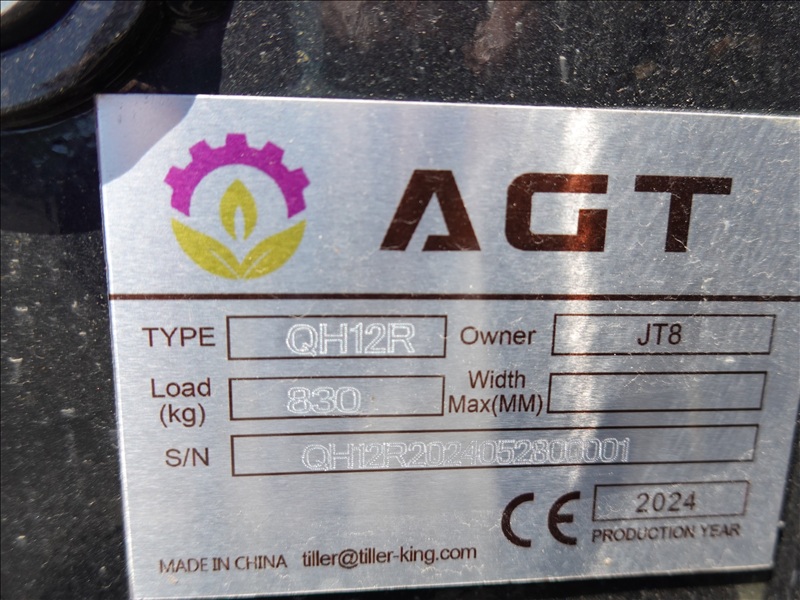 AGT
TYPE QH12R Owner JT8
Load (kg) 830 Width Max(MM)
S/N QH12R2024052800001
CE 2024
PRODUCTION YEAR
MADE IN CHINA tiller@tiller-king.com